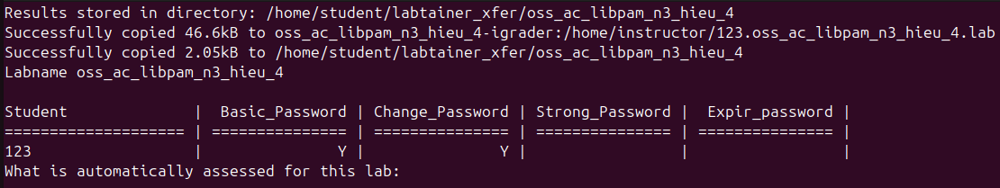 Results stored in directory: /home/student/labtainer_xfer/oss_ac_libpam_n3_hieu_4
Successfully copied 46.6kB to oss_ac_libpam_n3_hieu_4-igrader:/home/instructor/123.oss_ac_libpam_n3_hieu_4.lab
Successfully copied 2.05kB to /home/student/labtainer_xfer/oss_ac_libpam_n3_hieu_4
Labname oss_ac_libpam_n3_hieu_4
Student | Basic_Password | Change_Password | Strong_Password | Expir_password |
==================== | =============== | =============== | =============== | =============== |
123 | Y | Y | | |
What is automatically assessed for this lab: